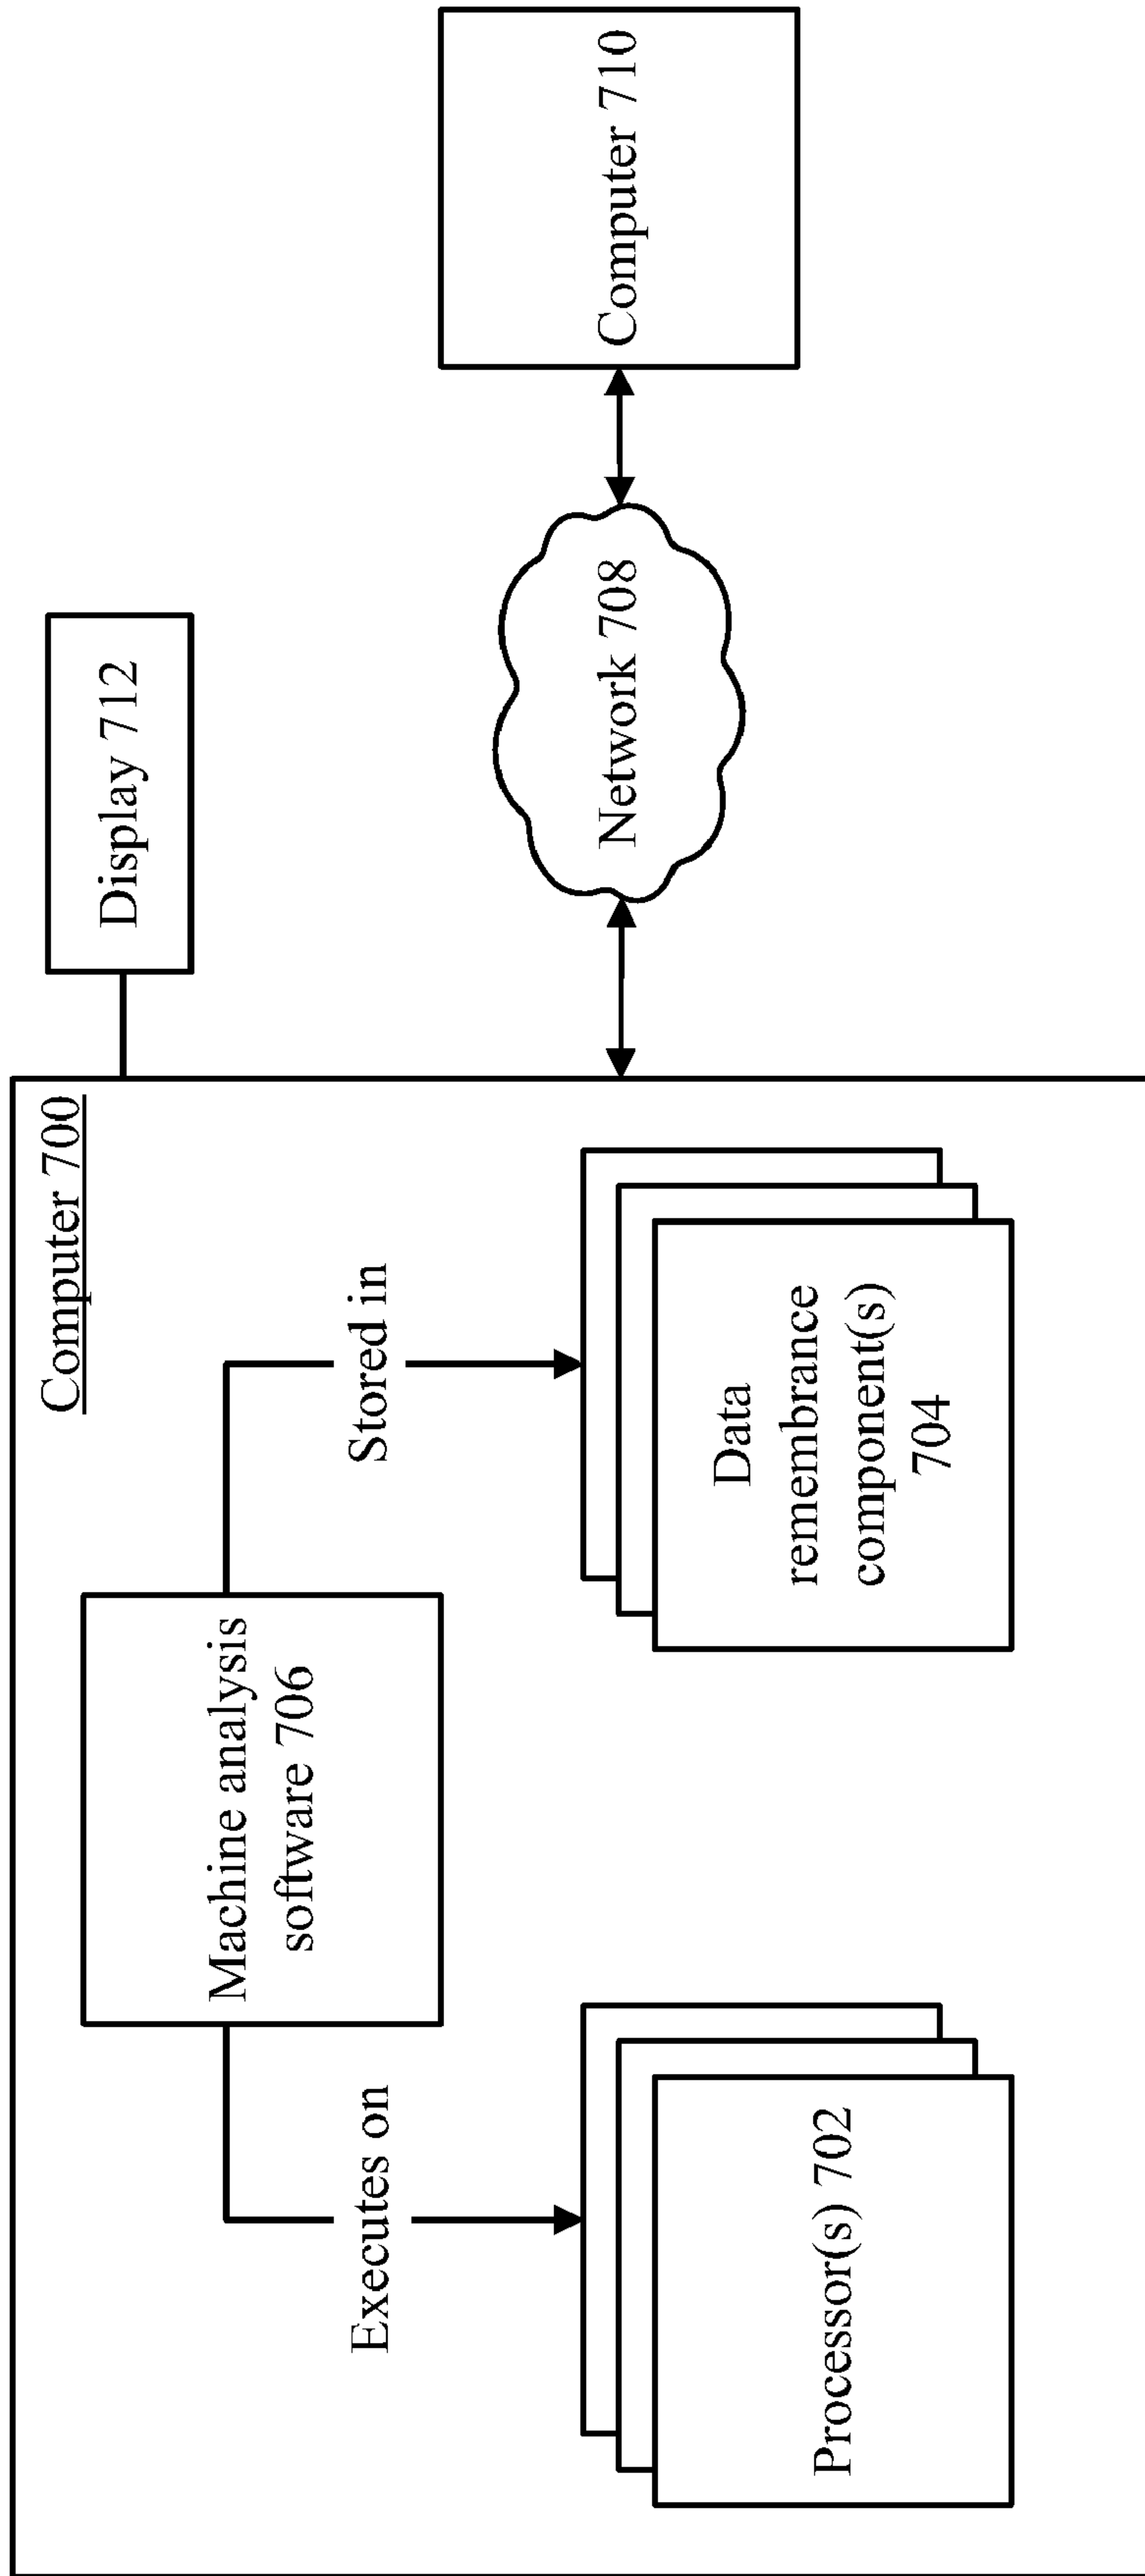 Computer 700
Machine analysis
software 706
Executes on
Stored in
Processor(s) 702
Data
remembrance
component(s)
704
Display 712
Network 708
Computer 710